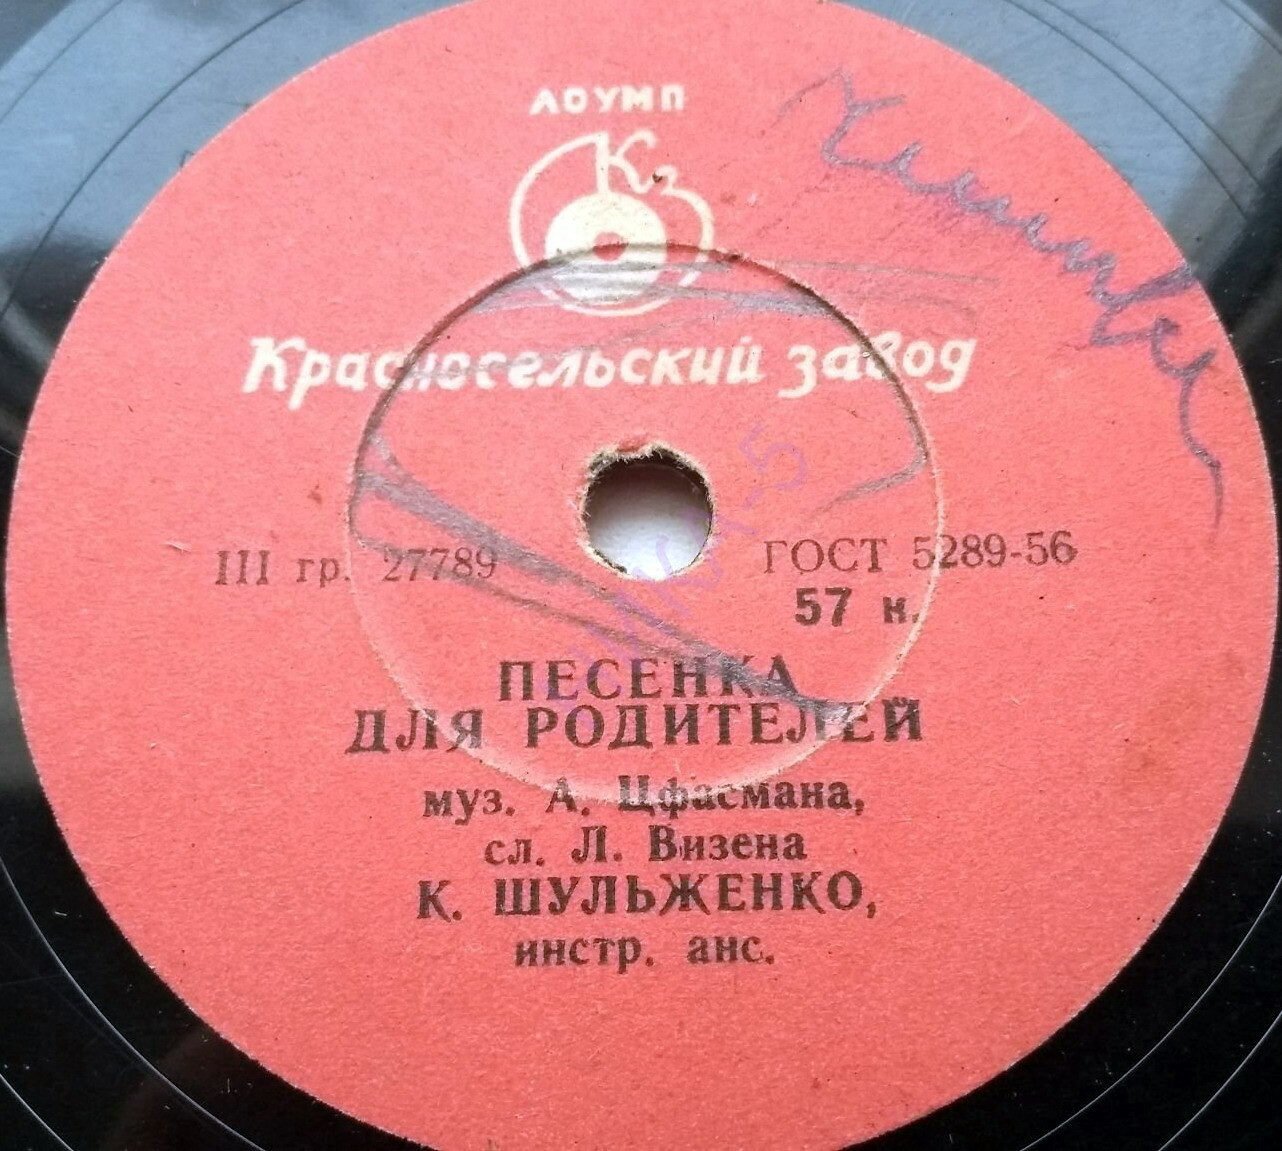 ЛОУМП
Кз
Красносельский завод
III гр. 27789
ГОСТ 5289-56
57 н.
ПЕСЕНКА
ДЛЯ РОДИТЕЛЕЙ
муз. А. Цфасмана,
сл. Л. Визена
К. ШУЛЬЖЕНКО,
инстр. анс.